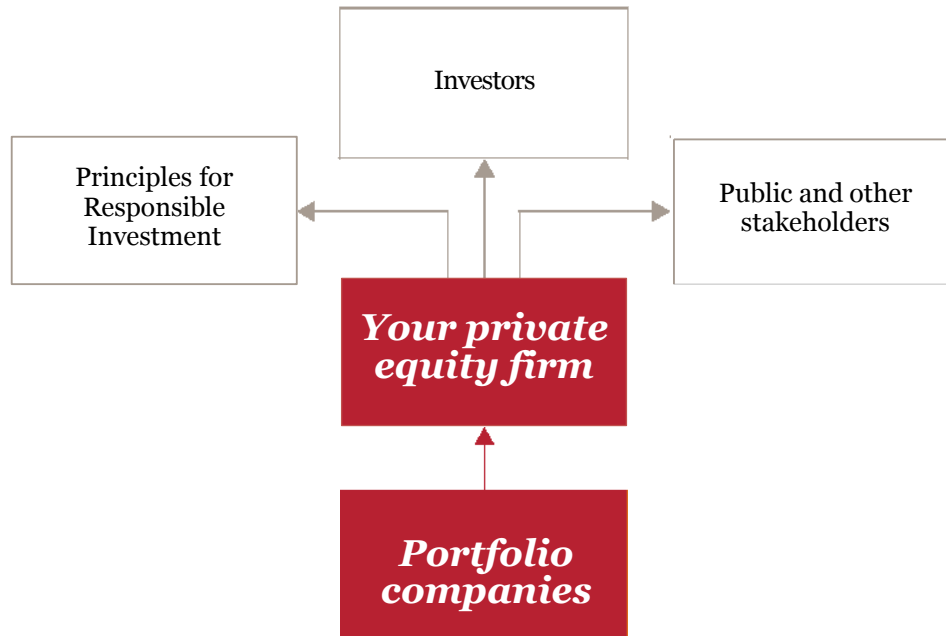 Investors
Principles for
Responsible
Investment
Public and other
stakeholders
Your private
equity firm
Portfolio
companies